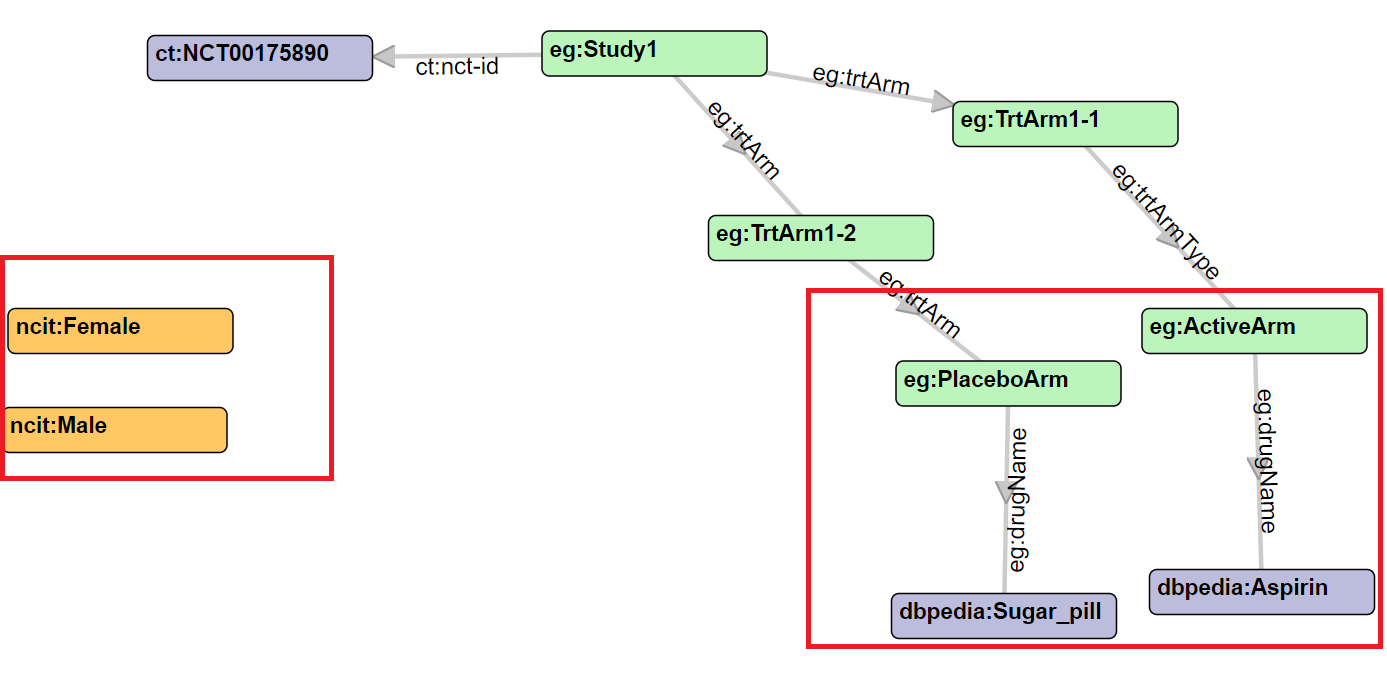 ct:NCT00175890
ct:nct-id
eg:Study1
eg:trtArm
eg:TrtArm1-1
eg:trtArm
eg:trtArmType
eg:TrtArm1-2
eg:trtArm
ncit:Female
eg:ActiveArm
eg:PlaceboArm
ncit:Male
eg:drugName
eg:drugName
dbpedia:Aspirin
dbpedia:Sugar_pill